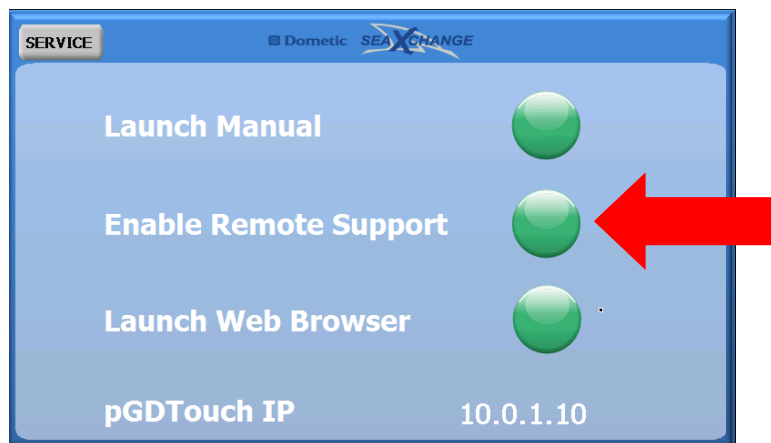 SERVICE
Dometic SEAXCHANGE
Launch Manual
Enable Remote Support
Launch Web Browser
pGDTouch IP 10.0.1.10